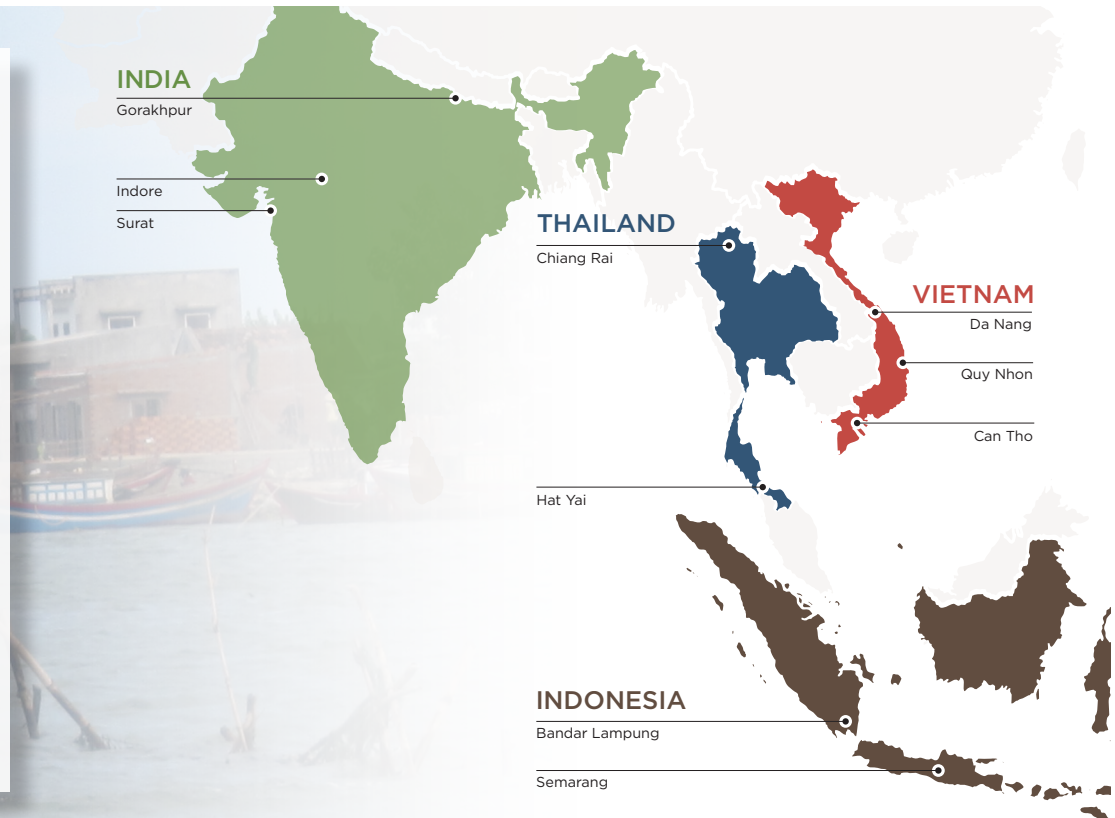 INDIA
Gorakhpur
Indore
Surat
THAILAND
Chiang Rai
Hat Yai
VIETNAM
Da Nang
Quy Nhon
Can Tho
INDONESIA
Bandar Lampung
Semarang